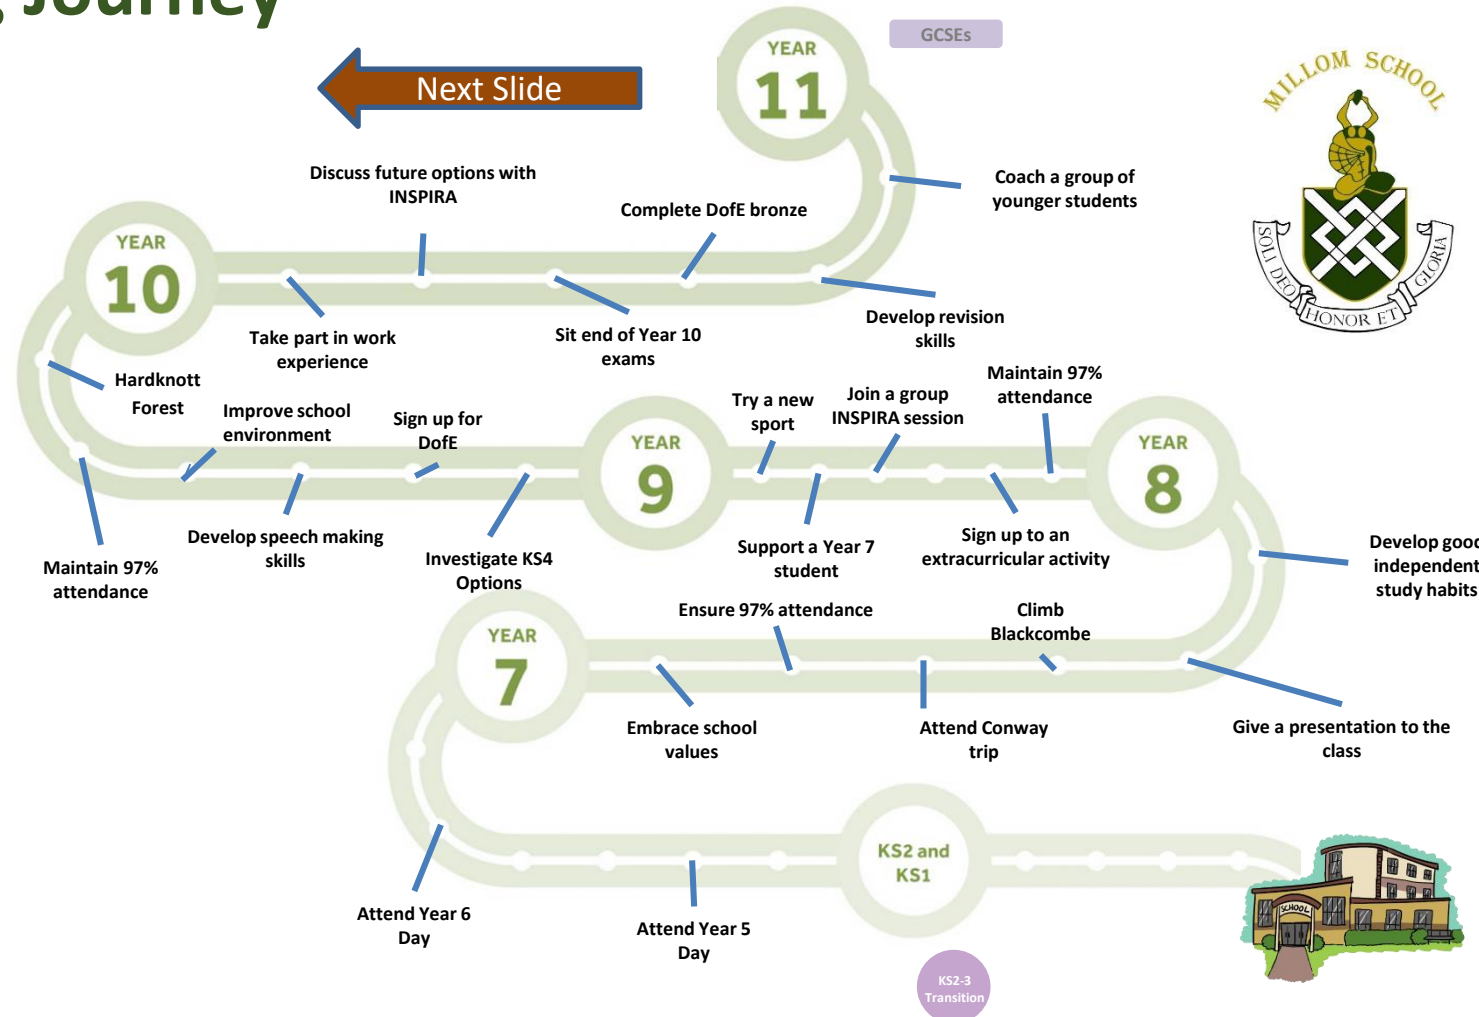 Journey
GCSEs
YEAR
11
Next Slide
MILLOM SCHOOL
SOLI DEO
HONOR ET
GLORIA
Discuss future options with
INSPIRA
Complete DofE bronze
Coach a group of
younger students
YEAR
10
Take part in work
experience
Sit end of Year 10
exams
Develop revision
skills
Hardknott
Forest
Improve school
environment
Sign up for
DofE
YEAR
9
Try a new
sport
Join a group
INSPIRA session
Maintain 97%
attendance
YEAR
8
Maintain 97%
attendance
Develop speech making
skills
Investigate KS4
Options
Support a Year 7
student
Sign up to an
extracurricular activity
Develop good
independent
study habits
YEAR
7
Ensure 97% attendance
Climb
Blackcombe
Embrace school
values
Attend Conway
trip
Give a presentation to the
class
KS2 and
KS1
SCHOOL
Attend Year 6
Day
Attend Year 5
Day
KS2-3
Transition